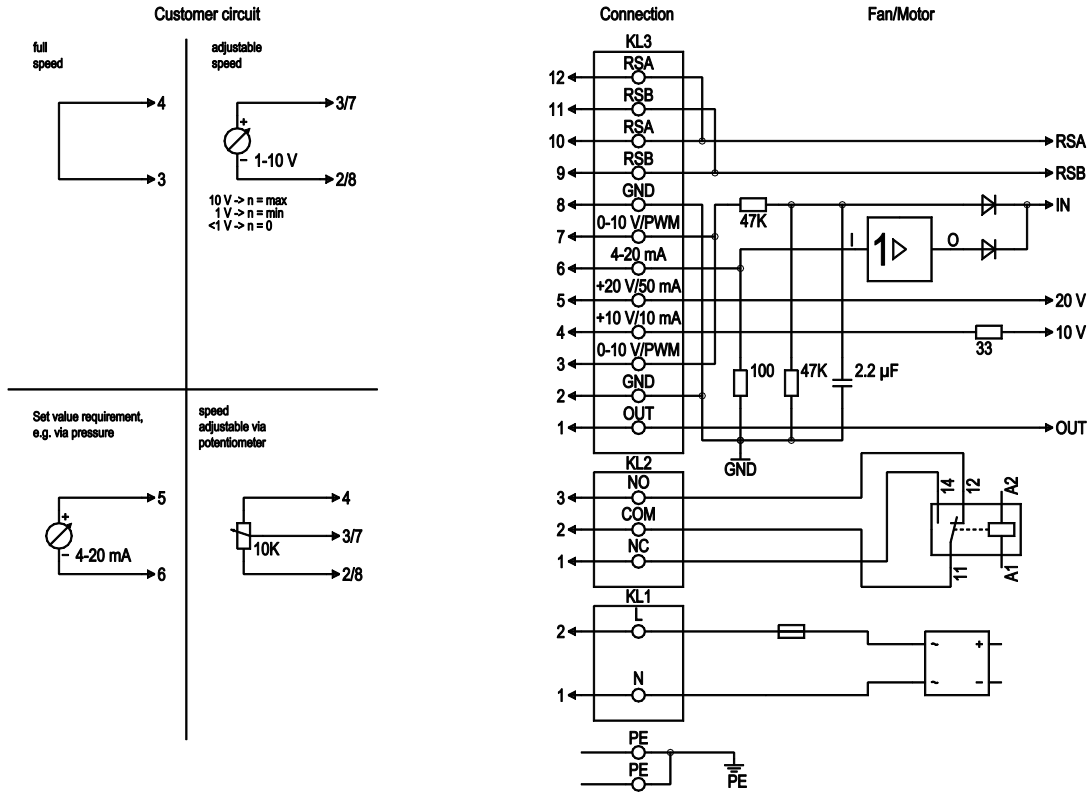 Customer circuit
full
speed
4
3
adjustable
speed
3/7
+
1-10 V
−
2/8
10 V -> n = max
1 V -> n = min
<1 V -> n = 0
Set value requirement,
e.g. via pressure
5
+
4-20 mA
−
6
speed
adjustable via
potentiometer
4
3/7
10K
2/8
Connection
Fan/Motor
KL3
RSA
12
RSB
11
RSA
10
RSA
RSB
9
RSB
GND
8
47K
IN
0-10 V/PWM
7
I
1
O
4-20 mA
6
+20 V/50 mA
5
20 V
+10 V/10 mA
4
33
10 V
0-10 V/PWM
3
100
47K
2.2 µF
GND
2
OUT
1
OUT
GND
KL2
NO
3
COM
2
NC
1
14
12
A2
11
A1
KL1
L
2
N
1
~
+
~
−
PE
PE
PE